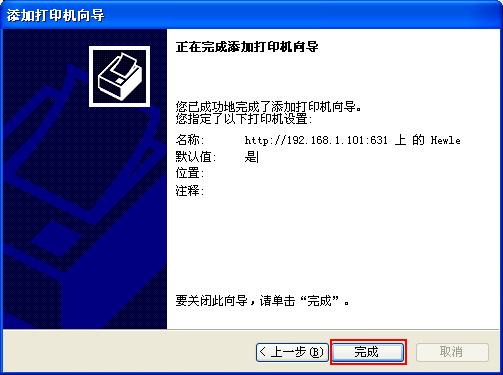 添加打印机向导
正在完成添加打印机向导
您已成功地完成了添加打印机向导。
您指定了以下打印机设置:
名称: http://192.168.1.101:631 上 的 Hewle
默认值: 是
位置:
注释:
要关闭此向导,请单击“完成”。
< 上一步(B) 完成 取消